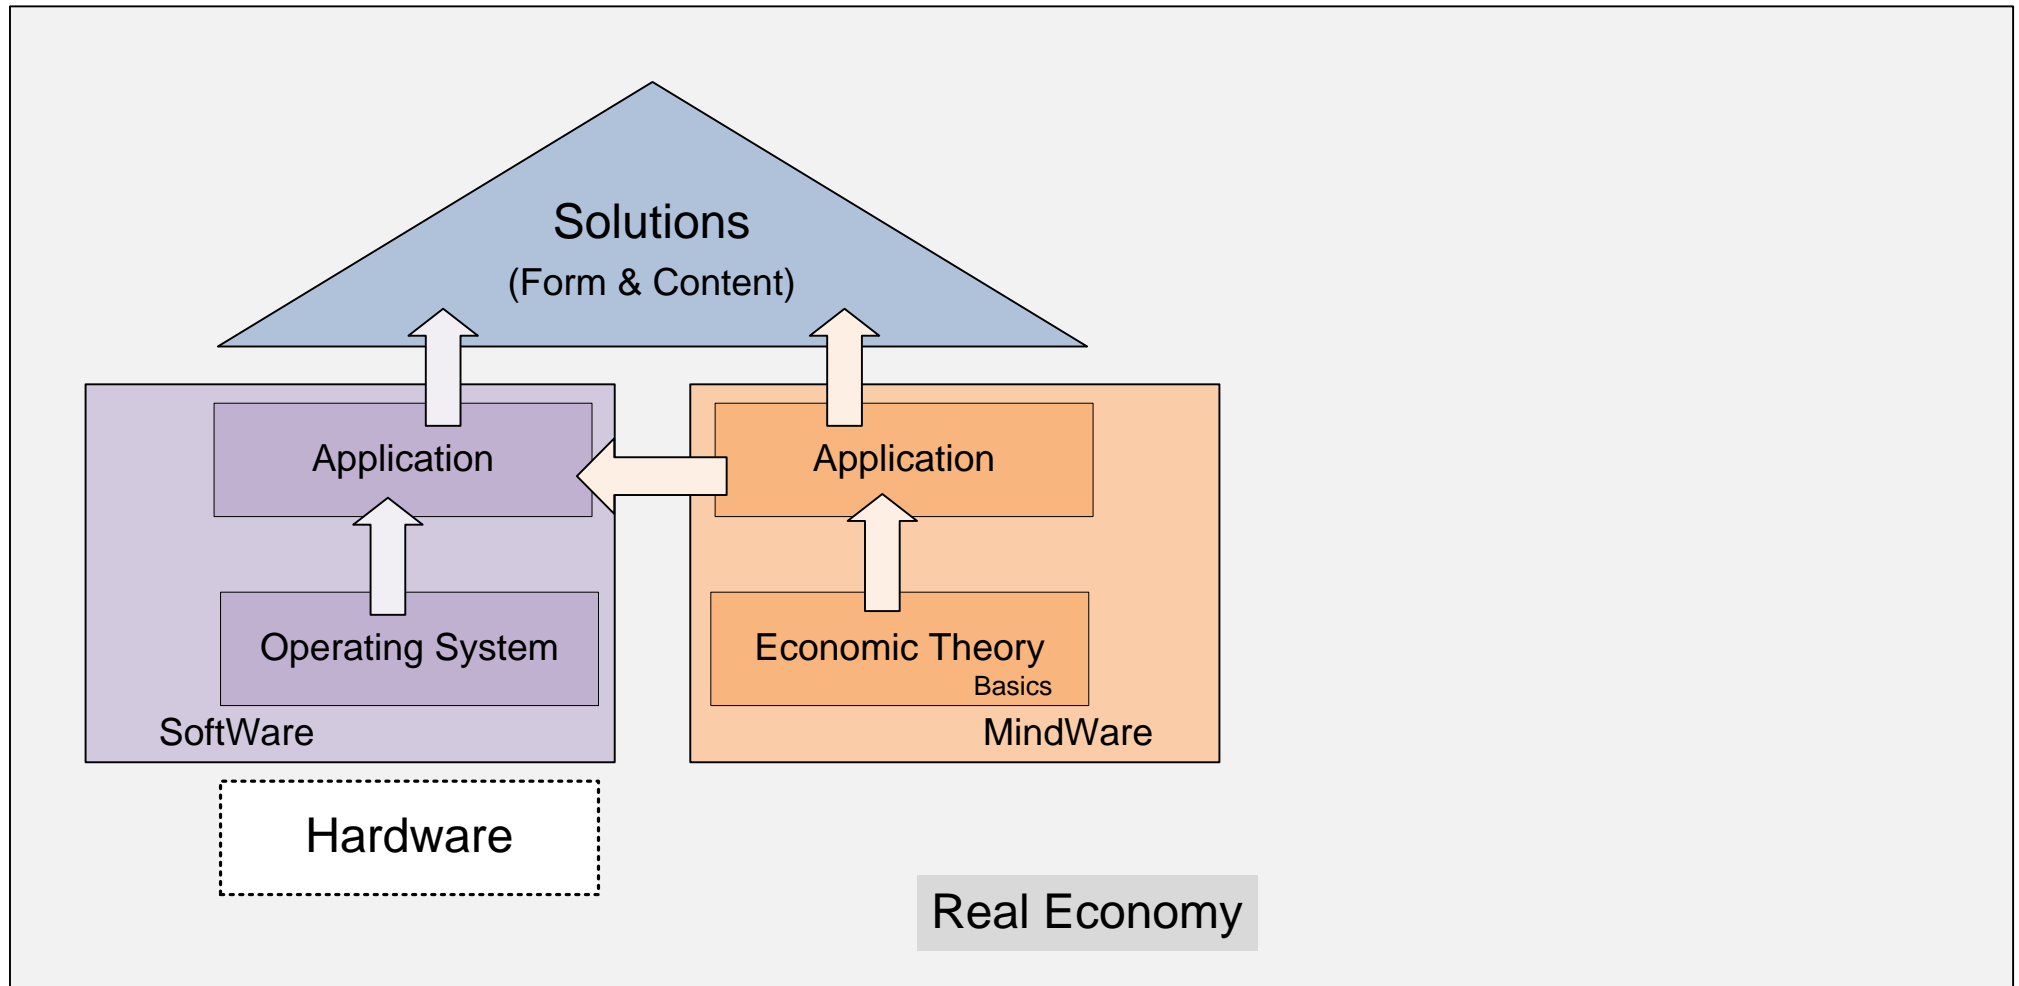 Solutions
(Form & Content)
Application
Application
Operating System
Economic Theory
Basics
SoftWare
MindWare
Hardware
Real Economy